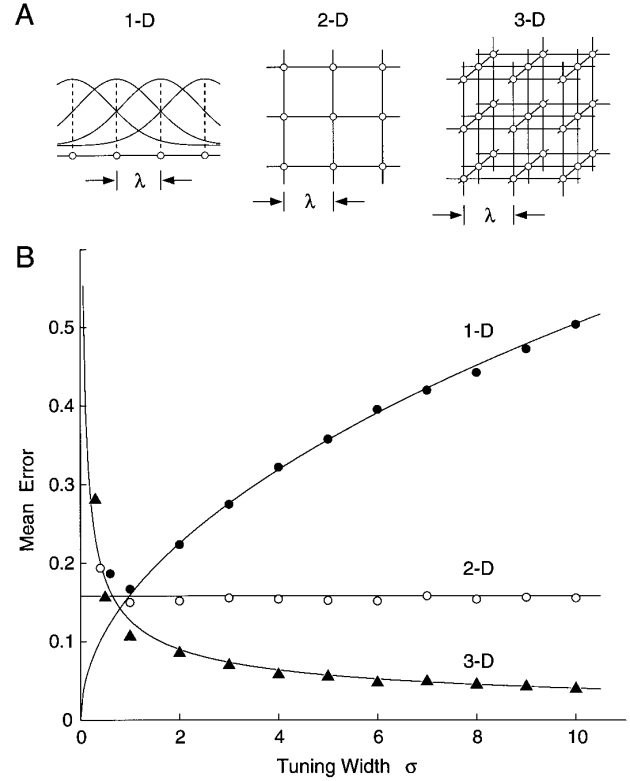 A
1-D
2-D
3-D
λ
λ
λ
B
Mean Error
0.5
0.4
0.3
0.2
0.1
0
1-D
2-D
3-D
0
2
4
6
8
10
Tuning Width σ